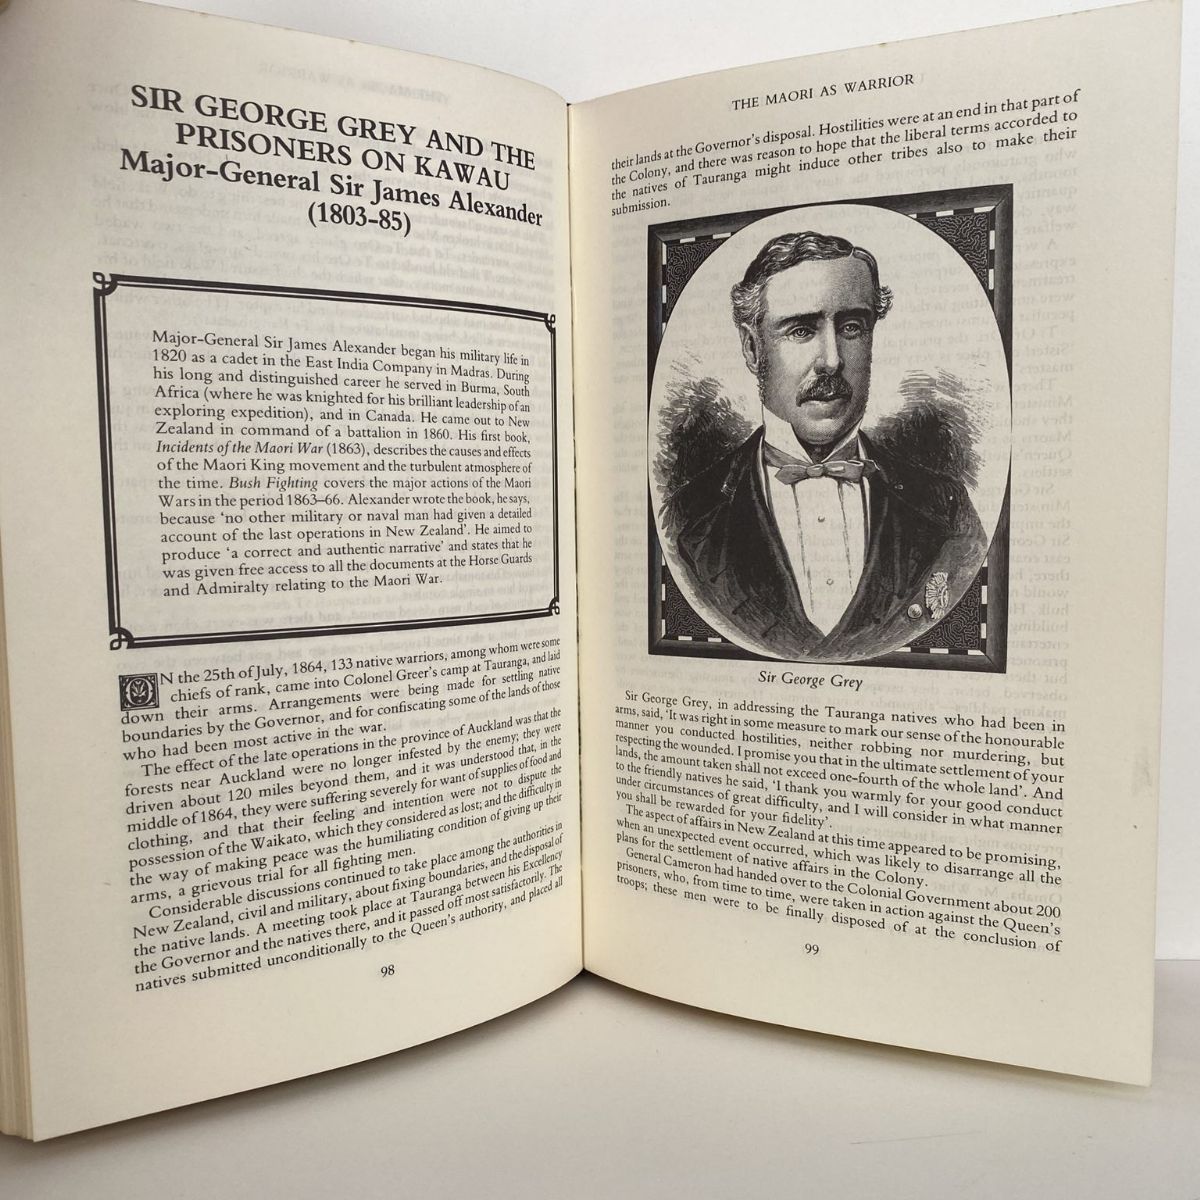 SIR GEORGE GREY AND THE
PRISONERS ON KAWAU
Major-General Sir James Alexander
(1803-85)
Major-General Sir James Alexander began his military life in
1820 as a cadet in the East India Company in Madras. During
his long and distinguished career he served in Burma, South
Africa (where he was knighted for his brilliant leadership of an
exploring expedition), and in Canada. He came out to New
Zealand in command of a battalion in 1860. His first book,
Incidents of the Maori War (1863), describes the causes and effects
of the Maori King movement and the turbulent atmosphere of
the time. Bush Fighting covers the major actions of the Maori
Wars in the period 1863–66. Alexander wrote the book, he says,
because 'no other military or naval man had given a detailed
account of the last operations in New Zealand'. He aimed to
produce 'a correct and authentic narrative' and states that he
was given free access to all the documents at the Horse Guards
and Admiralty relating to the Maori War.
ON the 25th of July, 1864, 133 native warriors, among whom were some
chiefs of rank, came into Colonel Greer's camp at Tauranga, and laid
down their arms. Arrangements were being made for settling native
boundaries by the Governor, and for confiscating some of the lands of those
who had been most active in the war.
The effect of the late operations in the province of Auckland was that the
forests near Auckland were no longer infested by the enemy; they were
driven about 120 miles beyond them, and it was understood that, in the
middle of 1864, they were suffering severely for want of supplies of food and
clothing, and that their feeling and intention were not to dispute the
possession of the Waikato, which they considered as lost; and the difficulty in
the way of making peace was the humiliating condition of giving up their
arms, a grievous trial for all fighting men.
Considerable discussions continued to take place among the authorities in
New Zealand, civil and military, about fixing boundaries, and the disposal of
the native lands. A meeting took place at Tauranga between his Excellency
the Governor and the natives there, and it passed off most satisfactorily. The
natives submitted unconditionally to the Queen's authority, and placed all
98
THE MAORI AS WARRIOR
their lands at the Governor's disposal. Hostilities were at an end in that part of
the Colony, and there was reason to hope that the liberal terms accorded to
the natives of Tauranga might induce other tribes also to make their
submission.
Sir George Grey
Sir George Grey, in addressing the Tauranga natives who had been in
arms, said, 'It was right in some measure to mark our sense of the honourable
manner you conducted hostilities, neither robbing nor murdering, but
respecting the wounded. I promise you that in the ultimate settlement of your
lands, the amount taken shall not exceed one-fourth of the whole land'. And
to the friendly natives he said, 'I thank you warmly for your good conduct
under circumstances of great difficulty, and I will consider in what manner
you shall be rewarded for your fidelity'.
The aspect of affairs in New Zealand at this time appeared to be promising,
when an unexpected event occurred, which was likely to disarrange all the
plans for the settlement of native affairs in the Colony.
General Cameron had handed over to the Colonial Government about 200
prisoners, who, from time to time, were taken in action against the Queen's
troops; these men were to be finally disposed of at the conclusion of
99